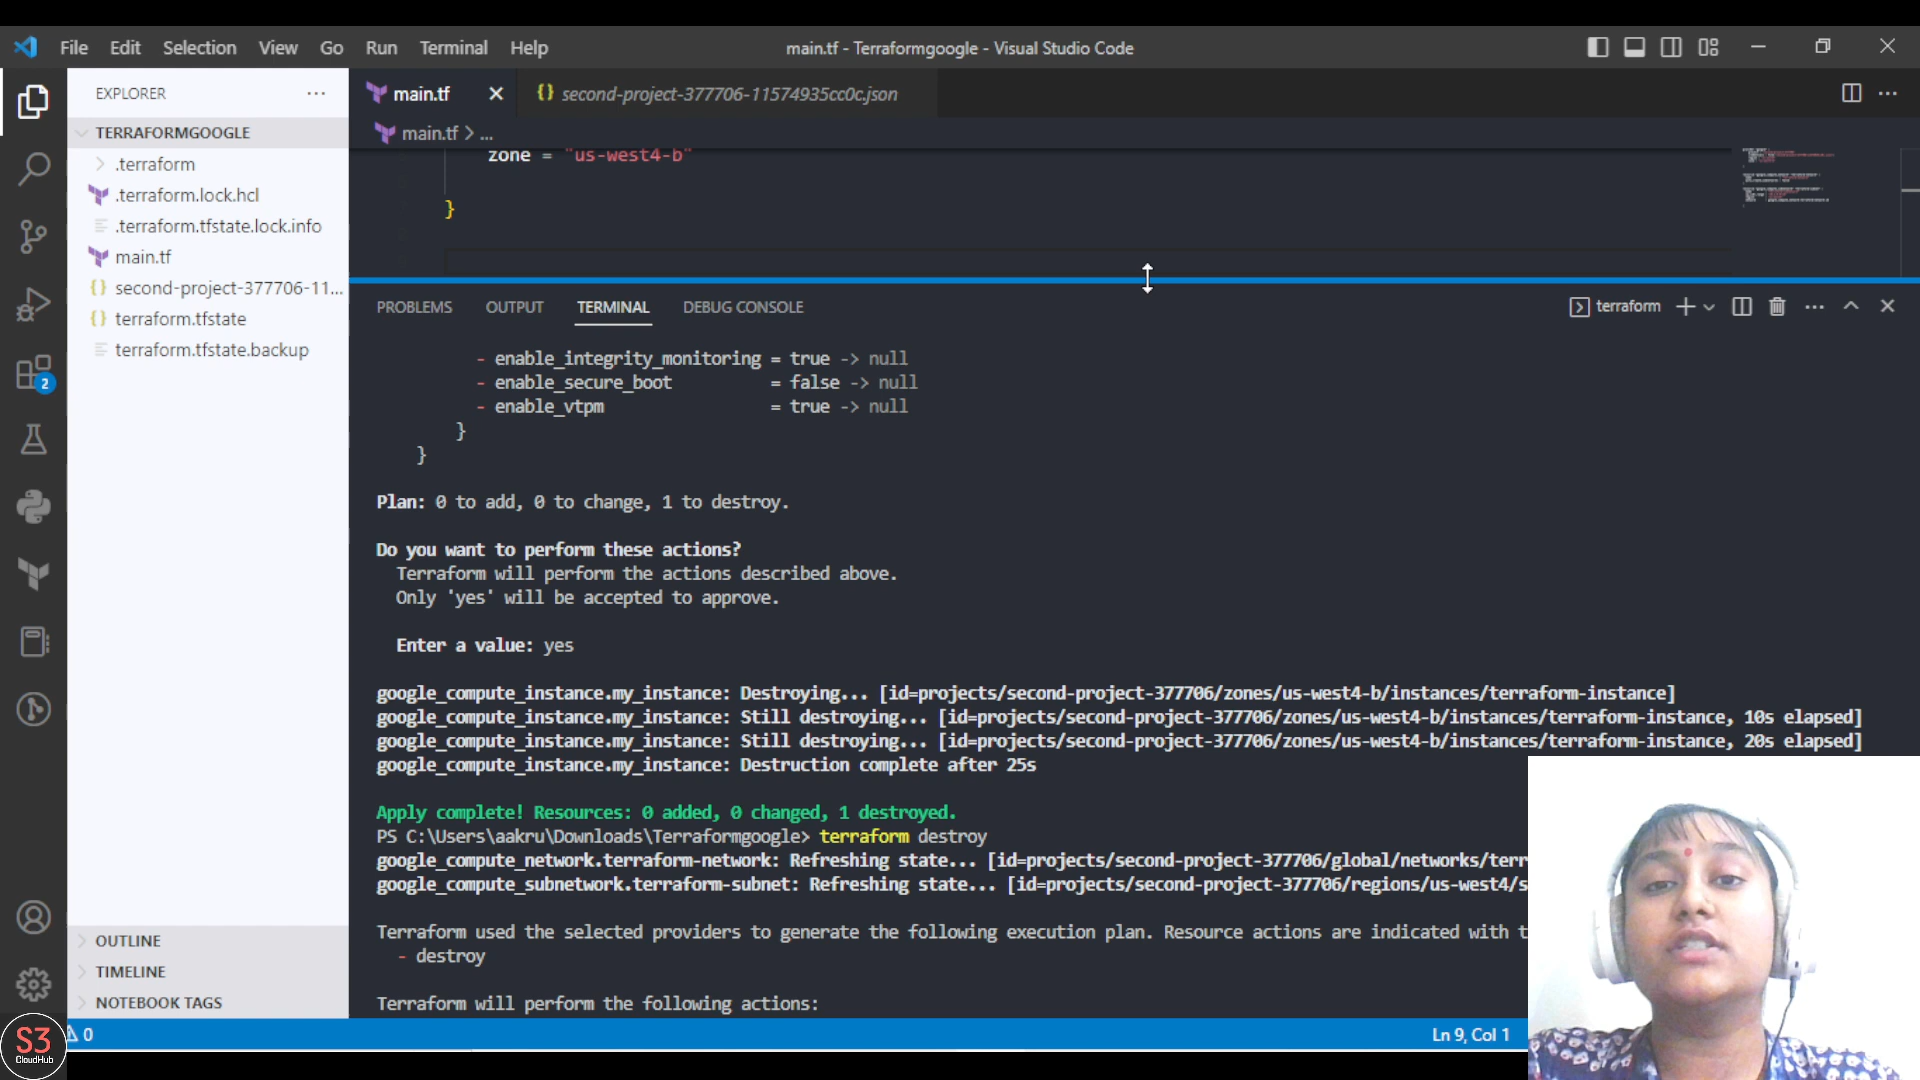 File Edit Selection View Go Run Terminal Help
main.tf - Terraformgoogle - Visual Studio Code
EXPLORER
main.tf
{} second-project-377706-11574935cc0c.json
TERRAFORMGOOGLE
.terraform
.terraform.lock.hcl
.terraform.tfstate.lock.info
main.tf
{} second-project-377706-11...
{} terraform.tfstate
terraform.tfstate.backup
2
main.tf > ...
zone = "us-west4-b"
}
PROBLEMS OUTPUT TERMINAL DEBUG CONSOLE
terraform
- enable_integrity_monitoring = true -> null
- enable_secure_boot = false -> null
- enable_vtpm = true -> null
}
}
Plan: 0 to add, 0 to change, 1 to destroy.
Do you want to perform these actions?
Terraform will perform the actions described above.
Only 'yes' will be accepted to approve.
Enter a value: yes
google_compute_instance.my_instance: Destroying... [id=projects/second-project-377706/zones/us-west4-b/instances/terraform-instance]
google_compute_instance.my_instance: Still destroying... [id=projects/second-project-377706/zones/us-west4-b/instances/terraform-instance, 10s elapsed]
google_compute_instance.my_instance: Still destroying... [id=projects/second-project-377706/zones/us-west4-b/instances/terraform-instance, 20s elapsed]
google_compute_instance.my_instance: Destruction complete after 25s
Apply complete! Resources: 0 added, 0 changed, 1 destroyed.
PS C:\Users\aakru\Downloads\Terraformgoogle> terraform destroy
google_compute_network.terraform-network: Refreshing state... [id=projects/second-project-377706/global/networks/terr
google_compute_subnetwork.terraform-subnet: Refreshing state... [id=projects/second-project-377706/regions/us-west4/s
Terraform used the selected providers to generate the following execution plan. Resource actions are indicated with t
- destroy
Terraform will perform the following actions:
OUTLINE
TIMELINE
NOTEBOOK TAGS
S3
CloudHub
0
Ln 9, Col 1